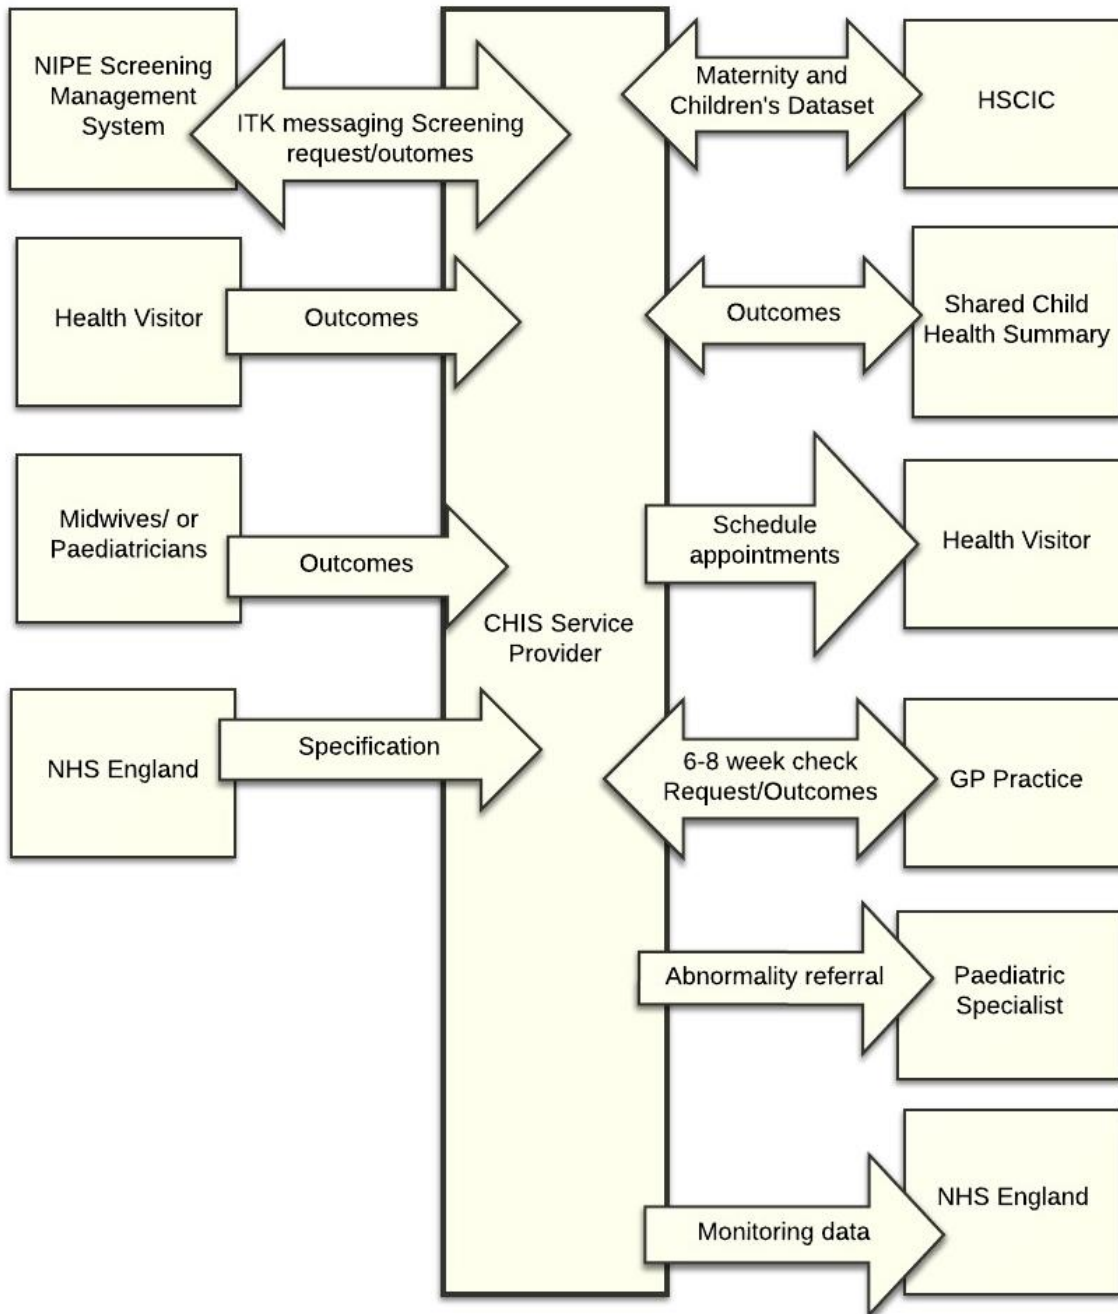 NIPE Screening
Management
System
ITK messaging Screening
request/outomes
Maternity and
Children's Dataset
HSCIC
Health Visitor
Outcomes
Outcomes
Shared Child
Health Summary
Midwives/ or
Paediatricians
Outcomes
Schedule
appointments
Health Visitor
CHIS Service
Provider
NHS England
Specification
6-8 week check
Request/Outcomes
GP Practice
Abnormality referral
Paediatric
Specialist
Monitoring data
NHS England